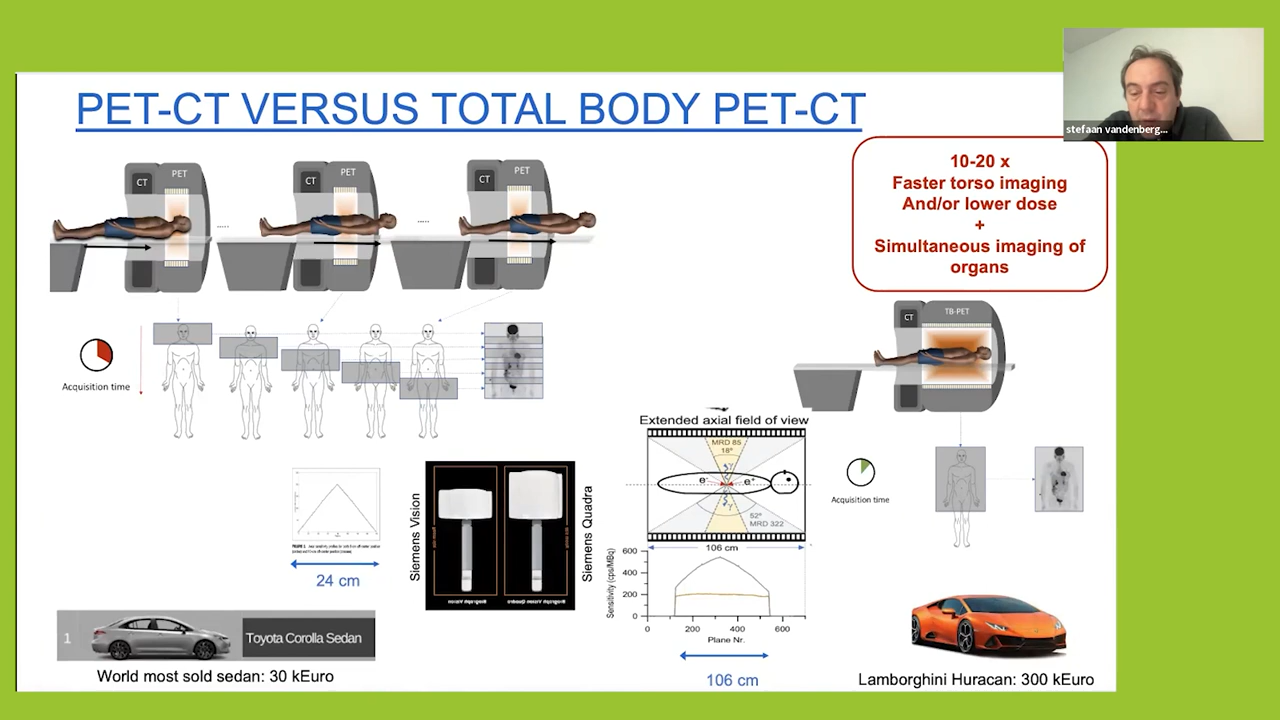 stefaan vandenberg...
PET-CT VERSUS TOTAL BODY PET-CT
CT
PET
.....
CT
PET
.....
CT
PET
10-20 x
Faster torso imaging
And/or lower dose
+
Simultaneous imaging of
organs
Acquisition time
CT
TB-PET
Acquisition time
24 cm
Siemens Vision
Siemens Quadra
Extended axial field of view
MRD 85
18°
e-
e+
52°
MRD 322
106 cm
Sensitivity (cps/MBq)
600
400
200
0
0
200
400
600
Plane Nr.
106 cm
1
Toyota Corolla Sedan
World most sold sedan: 30 kEuro
Lamborghini Huracan: 300 kEuro